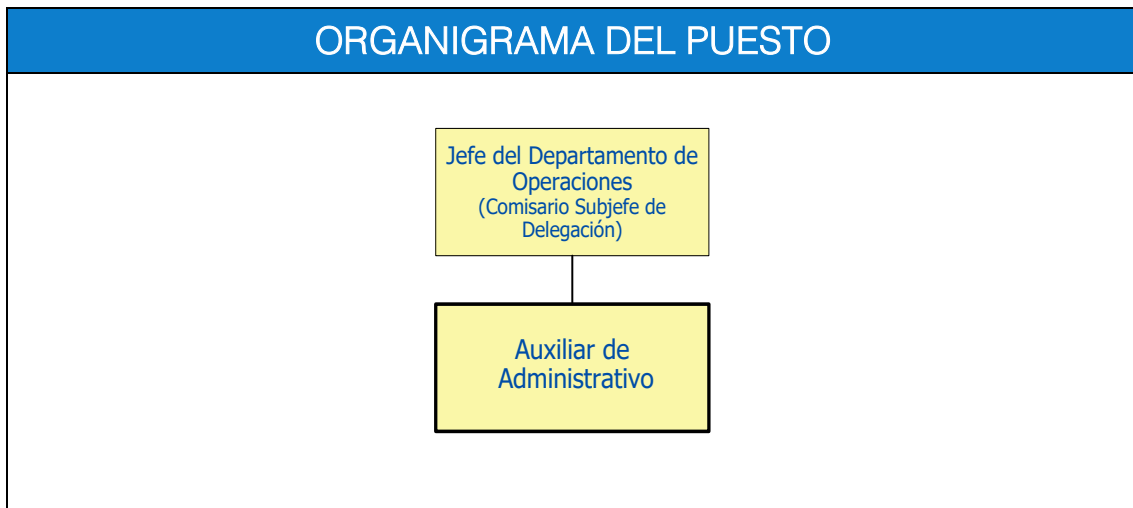 ORGANIGRAMA DEL PUESTO
Jefe del Departamento de
Operaciones
(Comisario Subjefe de
Delegación)
Auxiliar de
Administrativo